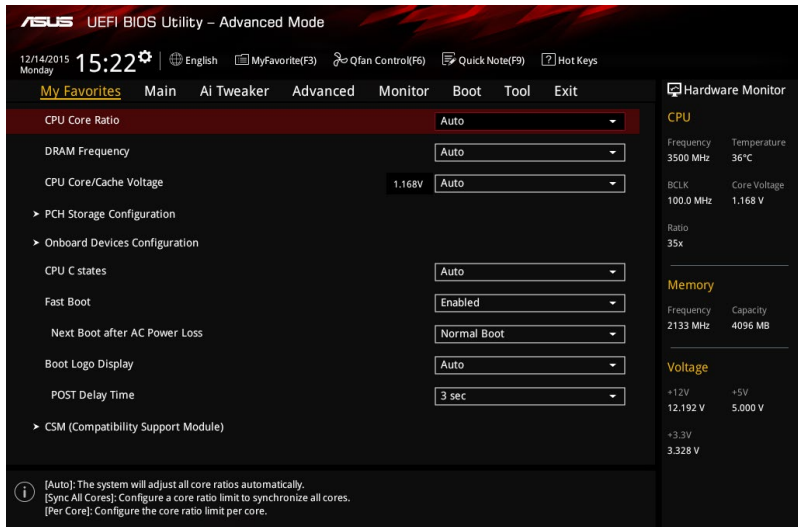 ASUS UEFI BIOS Utility – Advanced Mode
12/14/2015 Monday 15:22 English MyFavorite(F3) Qfan Control(F6) Quick Note(F9) ? Hot Keys
My Favorites Main Ai Tweaker Advanced Monitor Boot Tool Exit
CPU Core Ratio Auto
DRAM Frequency Auto
CPU Core/Cache Voltage 1.168V Auto
> PCH Storage Configuration
> Onboard Devices Configuration
CPU C states Auto
Fast Boot Enabled
Next Boot after AC Power Loss Normal Boot
Boot Logo Display Auto
POST Delay Time 3 sec
> CSM (Compatibility Support Module)
i [Auto]: The system will adjust all core ratios automatically.
[Sync All Cores]: Configure a core ratio limit to synchronize all cores.
[Per Core]: Configure the core ratio limit per core.
Hardware Monitor
CPU
Frequency Temperature
3500 MHz 36°C
BCLK Core Voltage
100.0 MHz 1.168 V
Ratio
35x
Memory
Frequency Capacity
2133 MHz 4096 MB
Voltage
+12V +5V
12.192 V 5.000 V
+3.3V
3.328 V